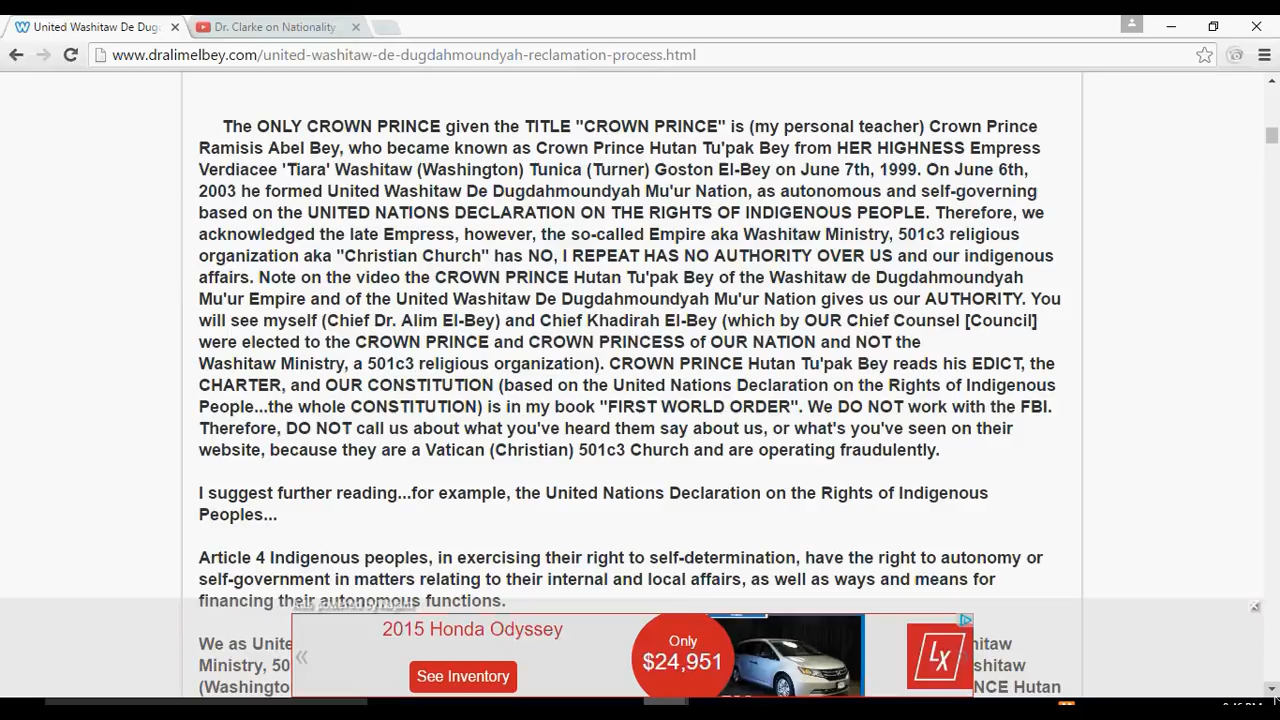 United Washitaw De Dug
Dr. Clarke on Nationality
www.dralimelbey.com/united-washitaw-de-dugdahmoundyah-reclamation-process.html
The ONLY CROWN PRINCE given the TITLE "CROWN PRINCE" is (my personal teacher) Crown Prince
Ramisis Abel Bey, who became known as Crown Prince Hutan Tu'pak Bey from HER HIGHNESS Empress
Verdiacee 'Tiara' Washitaw (Washington) Tunica (Turner) Goston El-Bey on June 7th, 1999. On June 6th,
2003 he formed United Washitaw De Dugdahmoundyah Mu'ur Nation, as autonomous and self-governing
based on the UNITED NATIONS DECLARATION ON THE RIGHTS OF INDIGENOUS PEOPLE. Therefore, we
acknowledged the late Empress, however, the so-called Empire aka Washitaw Ministry, 501c3 religious
organization aka "Christian Church" has NO, I REPEAT HAS NO AUTHORITY OVER US and our indigenous
affairs. Note on the video the CROWN PRINCE Hutan Tu'pak Bey of the Washitaw de Dugdahmoundyah
Mu'ur Empire and of the United Washitaw De Dugdahmoundyah Mu'ur Nation gives us our AUTHORITY. You
will see myself (Chief Dr. Alim El-Bey) and Chief Khadirah El-Bey (which by OUR Chief Counsel [Council]
were elected to the CROWN PRINCE and CROWN PRINCESS of OUR NATION and NOT the
Washitaw Ministry, a 501c3 religious organization). CROWN PRINCE Hutan Tu'pak Bey reads his EDICT, the
CHARTER, and OUR CONSTITUTION (based on the United Nations Declaration on the Rights of Indigenous
People...the whole CONSTITUTION) is in my book "FIRST WORLD ORDER". We DO NOT work with the FBI.
Therefore, DO NOT call us about what you've heard them say about us, or what's you've seen on their
website, because they are a Vatican (Christian) 501c3 Church and are operating fraudulently.
I suggest further reading...for example, the United Nations Declaration on the Rights of Indigenous
Peoples...
Article 4 Indigenous peoples, in exercising their right to self-determination, have the right to autonomy or
self-government in matters relating to their internal and local affairs, as well as ways and means for
financing their autonomous functions.
We as Unite
Ministry, 50
(Washingto
2015 Honda Odyssey
See Inventory
Only
$24,951
LX
itaw
shitaw
NCE Hutan